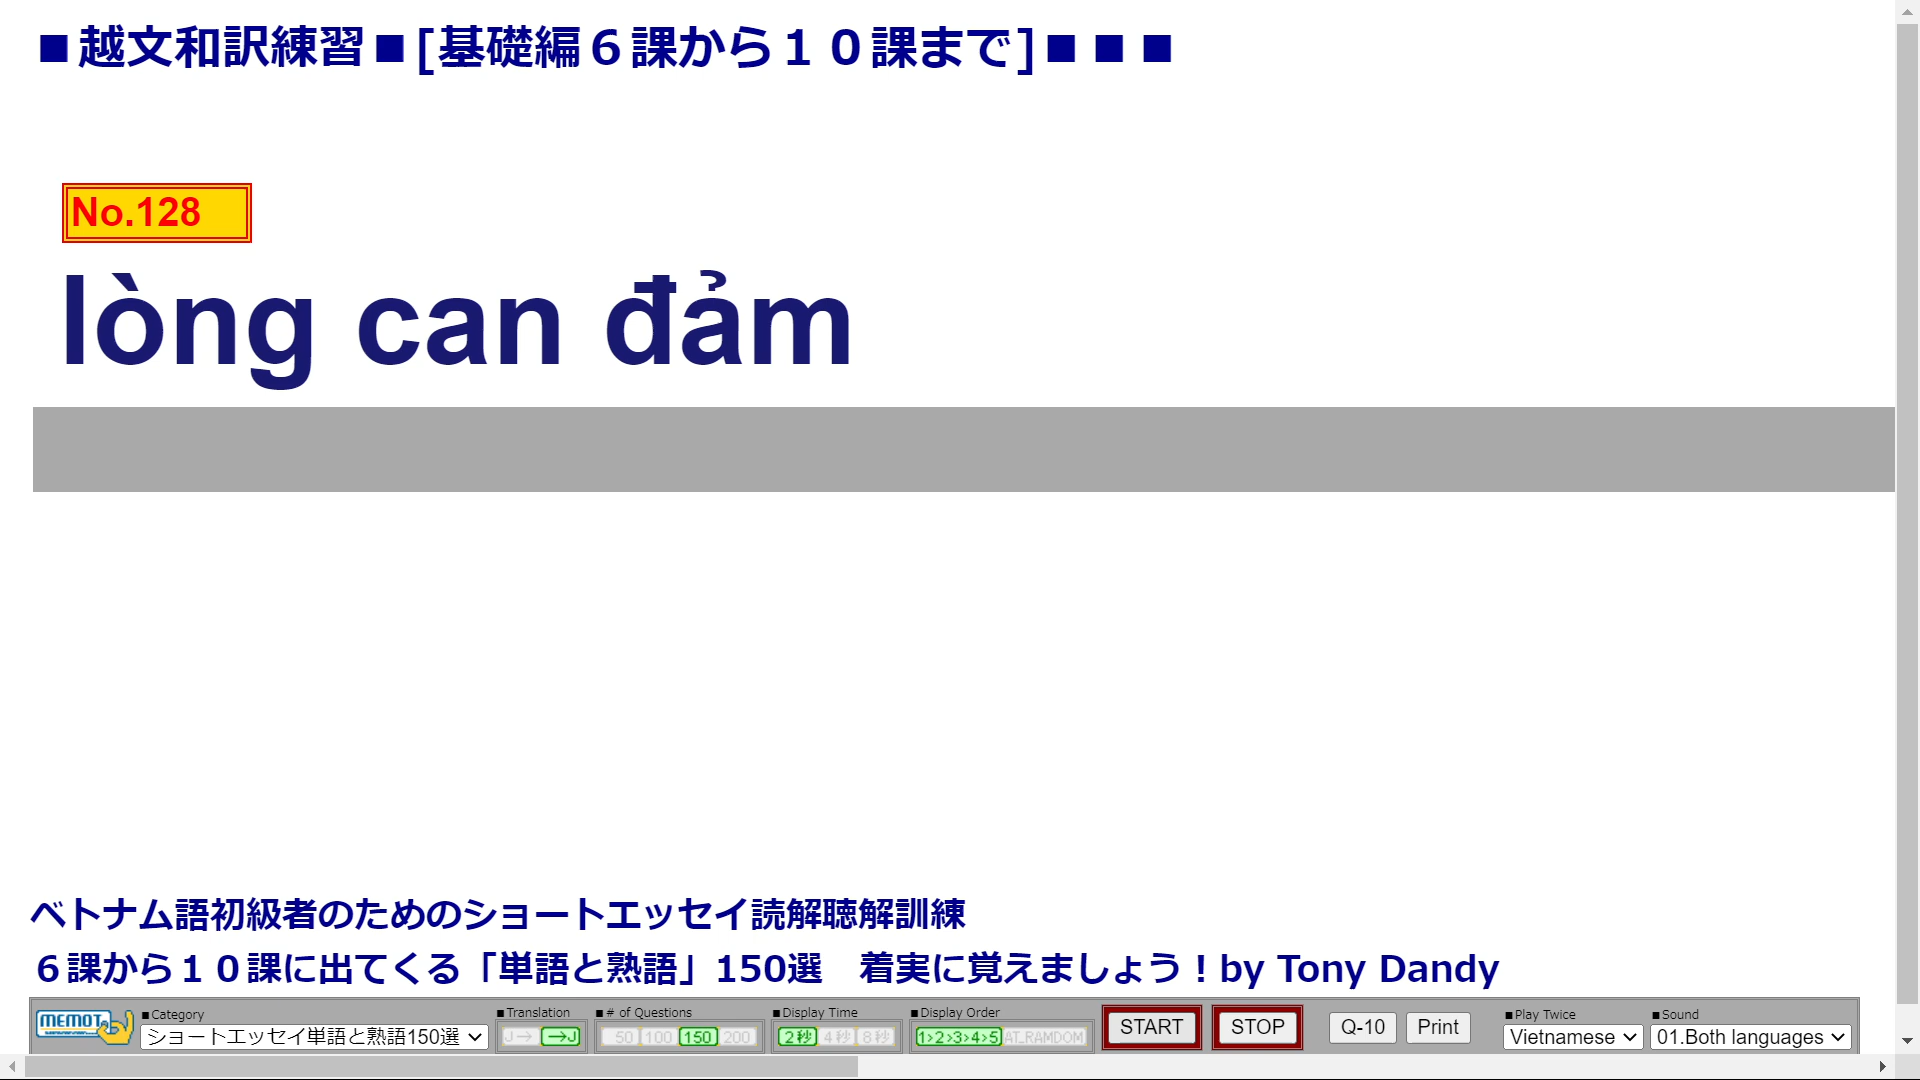 ■越文和訳練習■[基礎編６課から１０課まで]■■■
No.128
lòng can đảm
ベトナム語初級者のためのショートエッセイ読解聴解訓練
６課から１０課に出てくる「単語と熟語」150選　着実に覚えましょう！by Tony Dandy
MEMOT
■Category ■Translation ■# of Questions ■Display Time ■Display Order ■Play Twice ■Sound
ショートエッセイ単語と熟語150選 J→ →J 50 100 150 200 2秒 4秒 8秒 1>2>3>4>5 AT_RAMDOM START STOP Q-10 Print Vietnamese 01.Both languages